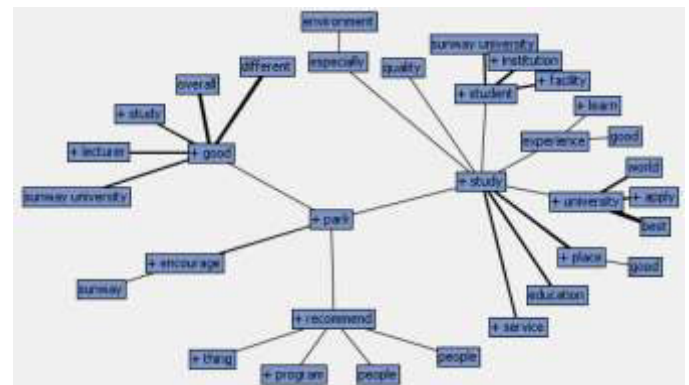 environment
sunway university
especially
quality
+ institution
different
overall
+ facility
+ student
+ learn
+ study
experience
good
+ lecturer
+ good
world
+ study
+ apply
sunway university
+ university
+ park
best
+ place
good
+ encourage
sunway
education
+ recommend
+ service
+ thing
people
+ program
people